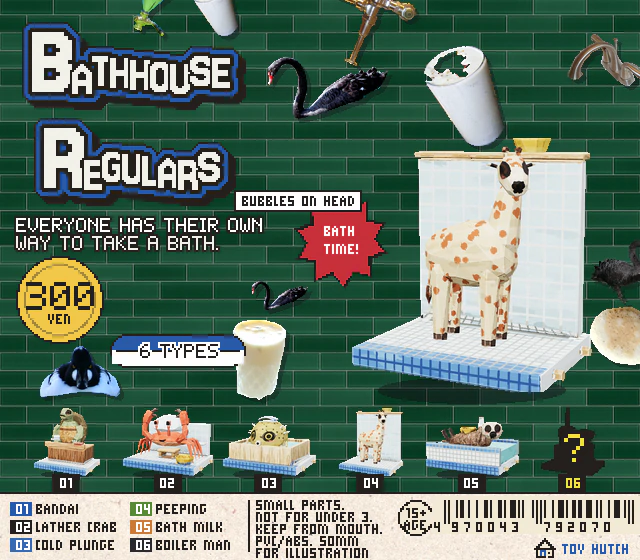 BATHHOUSE
REGULARS
BUBBLES ON HEAD
EVERYONE HAS THEIR OWN
WAY TO TAKE A BATH.
BATH
TIME!
300
YEN
6 TYPES
?
01 02 03 04 05 06
01 BANDAI
02 LATHER CRAB
03 COLD PLUNGE
04 PEEPING
05 BATH MILK
06 BOILER MAN
SMALL PARTS.
NOT FOR UNDER 3.
KEEP FROM MOUTH.
PVC/ABS. 50MM
FOR ILLUSTRATION
15+
AGE
4 970043 792070
TOY HUTCH